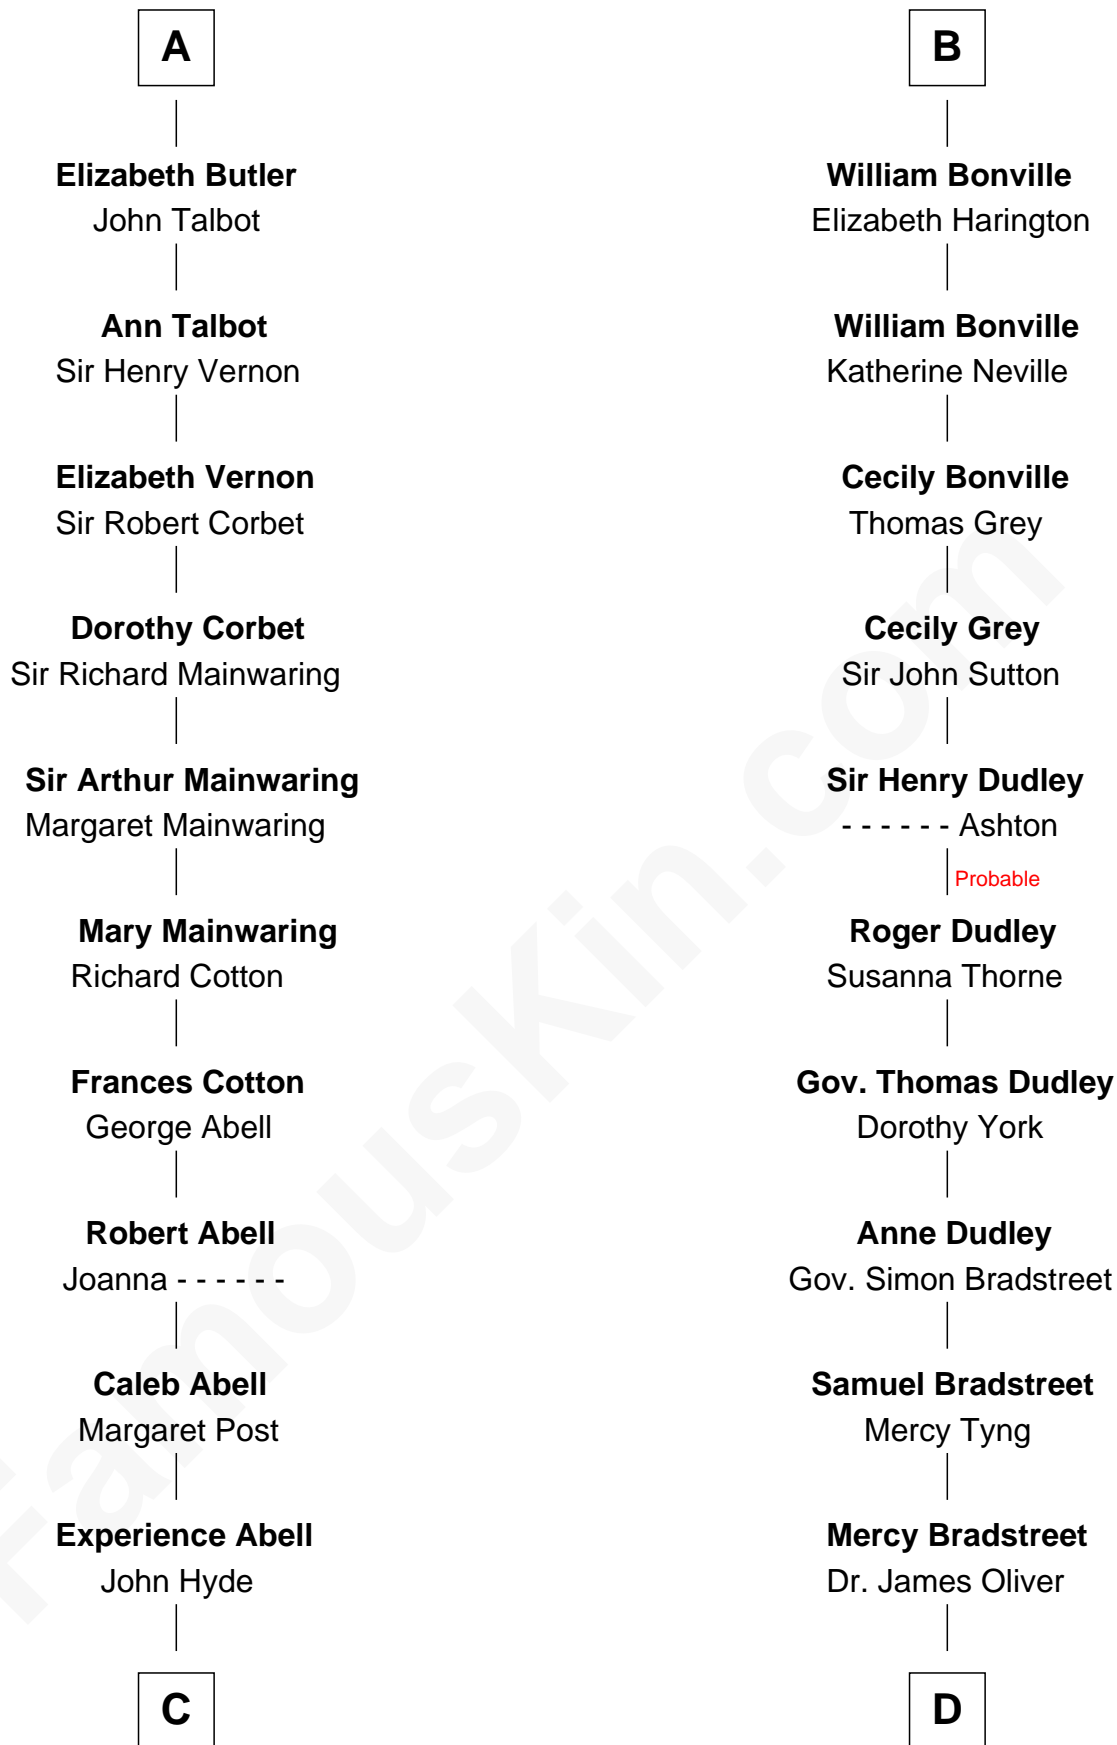 A
Elizabeth Butler
John Talbot
Ann Talbot
Sir Henry Vernon
Elizabeth Vernon
Sir Robert Corbet
Dorothy Corbet
Sir Richard Mainwaring
Sir Arthur Mainwaring
Margaret Mainwaring
Mary Mainwaring
Richard Cotton
Frances Cotton
George Abell
Robert Abell
Joanna - - - - - -
Caleb Abell
Margaret Post
Experience Abell
John Hyde
C
B
William Bonville
Elizabeth Harington
William Bonville
Katherine Neville
Cecily Bonville
Thomas Grey
Cecily Grey
Sir John Sutton
Sir Henry Dudley
- - - - - - Ashton
Probable
Roger Dudley
Susanna Thorne
Gov. Thomas Dudley
Dorothy York
Anne Dudley
Gov. Simon Bradstreet
Samuel Bradstreet
Mercy Tyng
Mercy Bradstreet
Dr. James Oliver
D
FamousKin.com